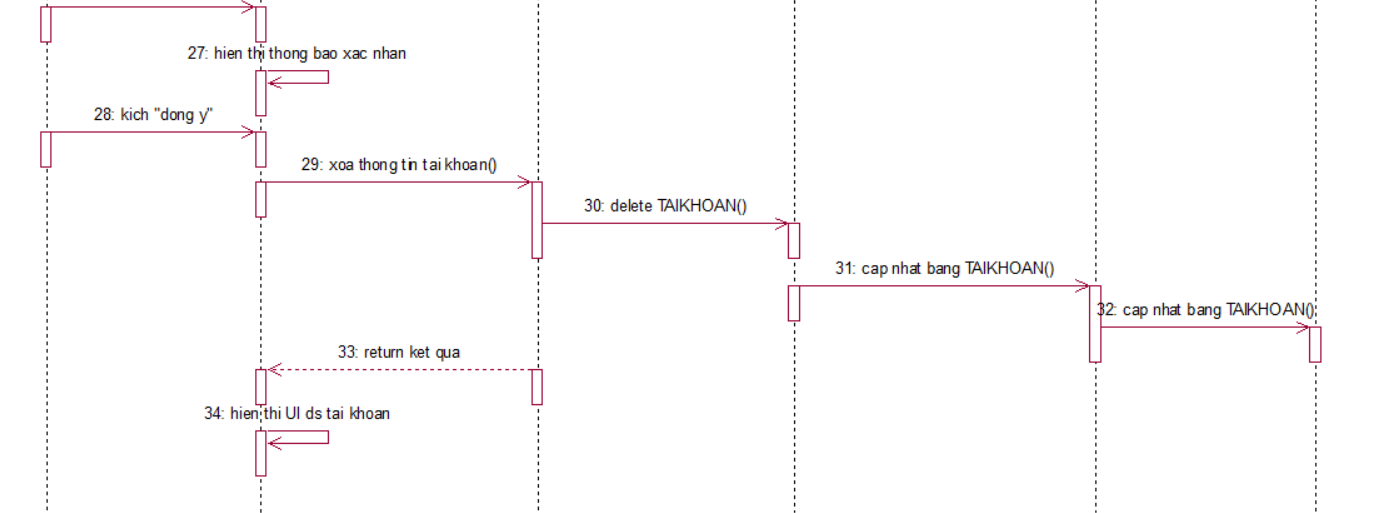 27: hien thi thong bao xac nhan
28: kich "dong y"
29: xoa thong tin tai khoan()
30: delete TAIKHOAN()
31: cap nhat bang TAIKHOAN()
32: cap nhat bang TAIKHOAN()
33: return ket qua
34: hien thi UI ds tai khoan